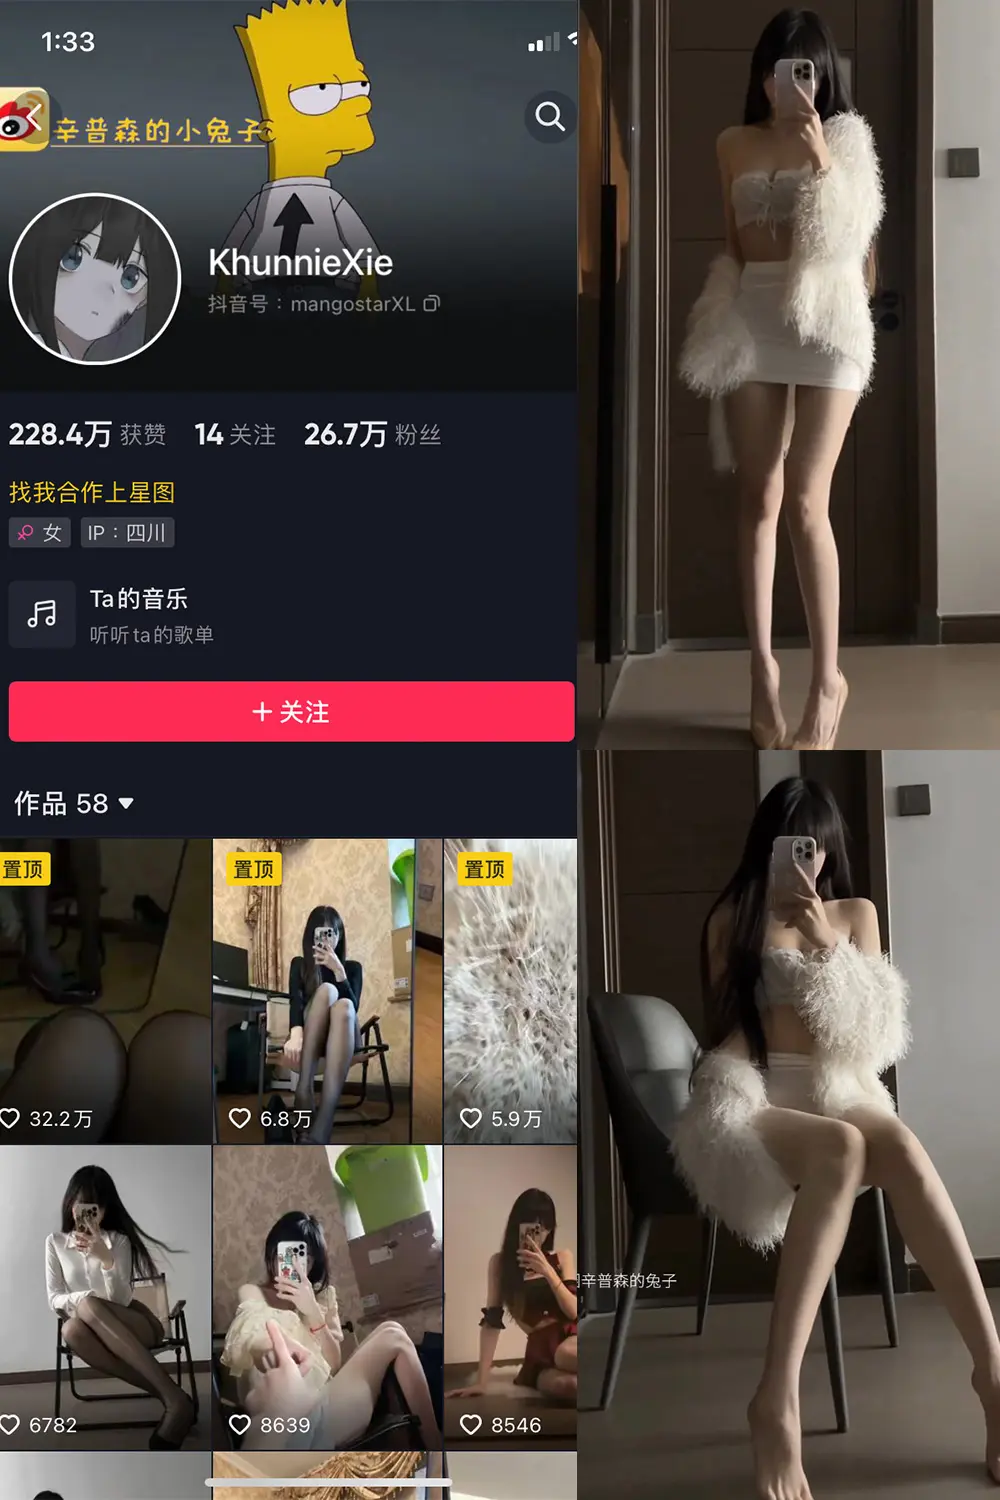 1:33
辛普森的小兔子
KhunnieXie
抖音号：mangostarXL
228.4万 获赞 14 关注 26.7万 粉丝
找我合作上星图
女 IP：四川
Ta的音乐
听听ta的歌单
+ 关注
作品 58
置顶 置顶 置顶
32.2万 6.8万 5.9万
辛普森的兔子
6782 8639 8546